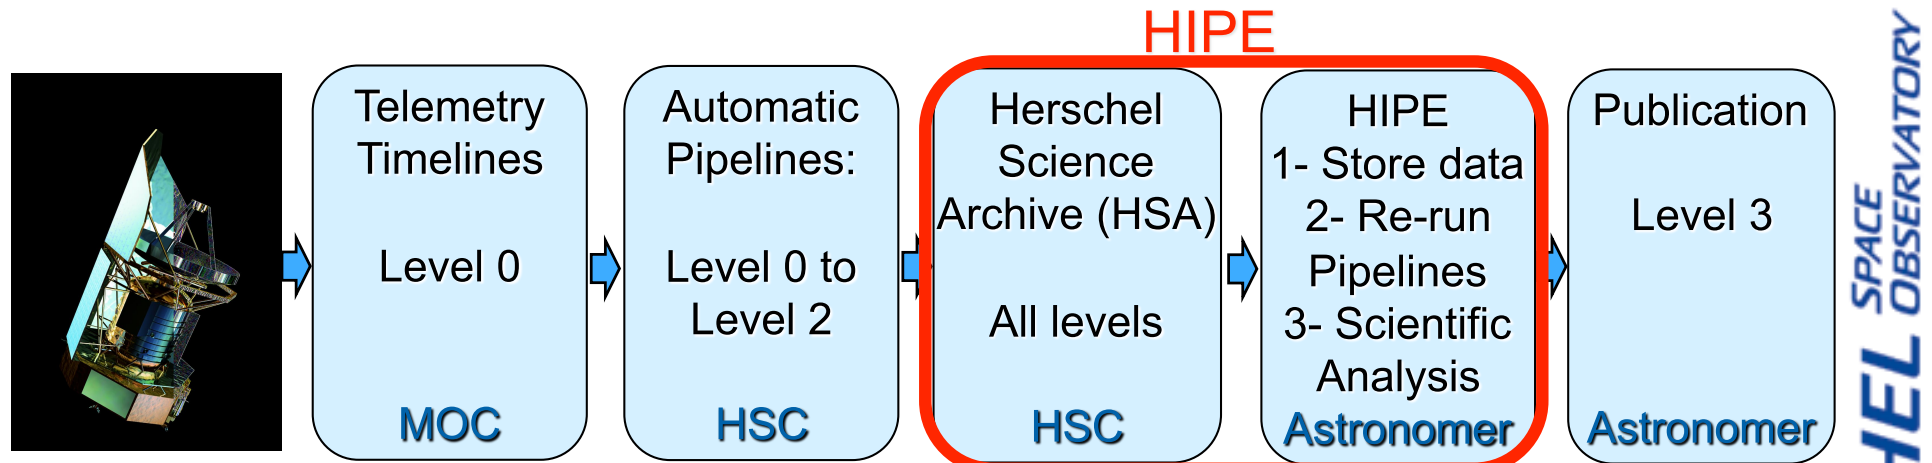 HIPE
Telemetry
Timelines
Level 0
MOC
Automatic
Pipelines:
Level 0 to
Level 2
HSC
Herschel
Science
Archive (HSA)
All levels
HSC
HIPE
1- Store data
2- Re-run
Pipelines
3- Scientific
Analysis
Astronomer
Publication
Level 3
Astronomer
HEL SPACE
OBSERVATORY